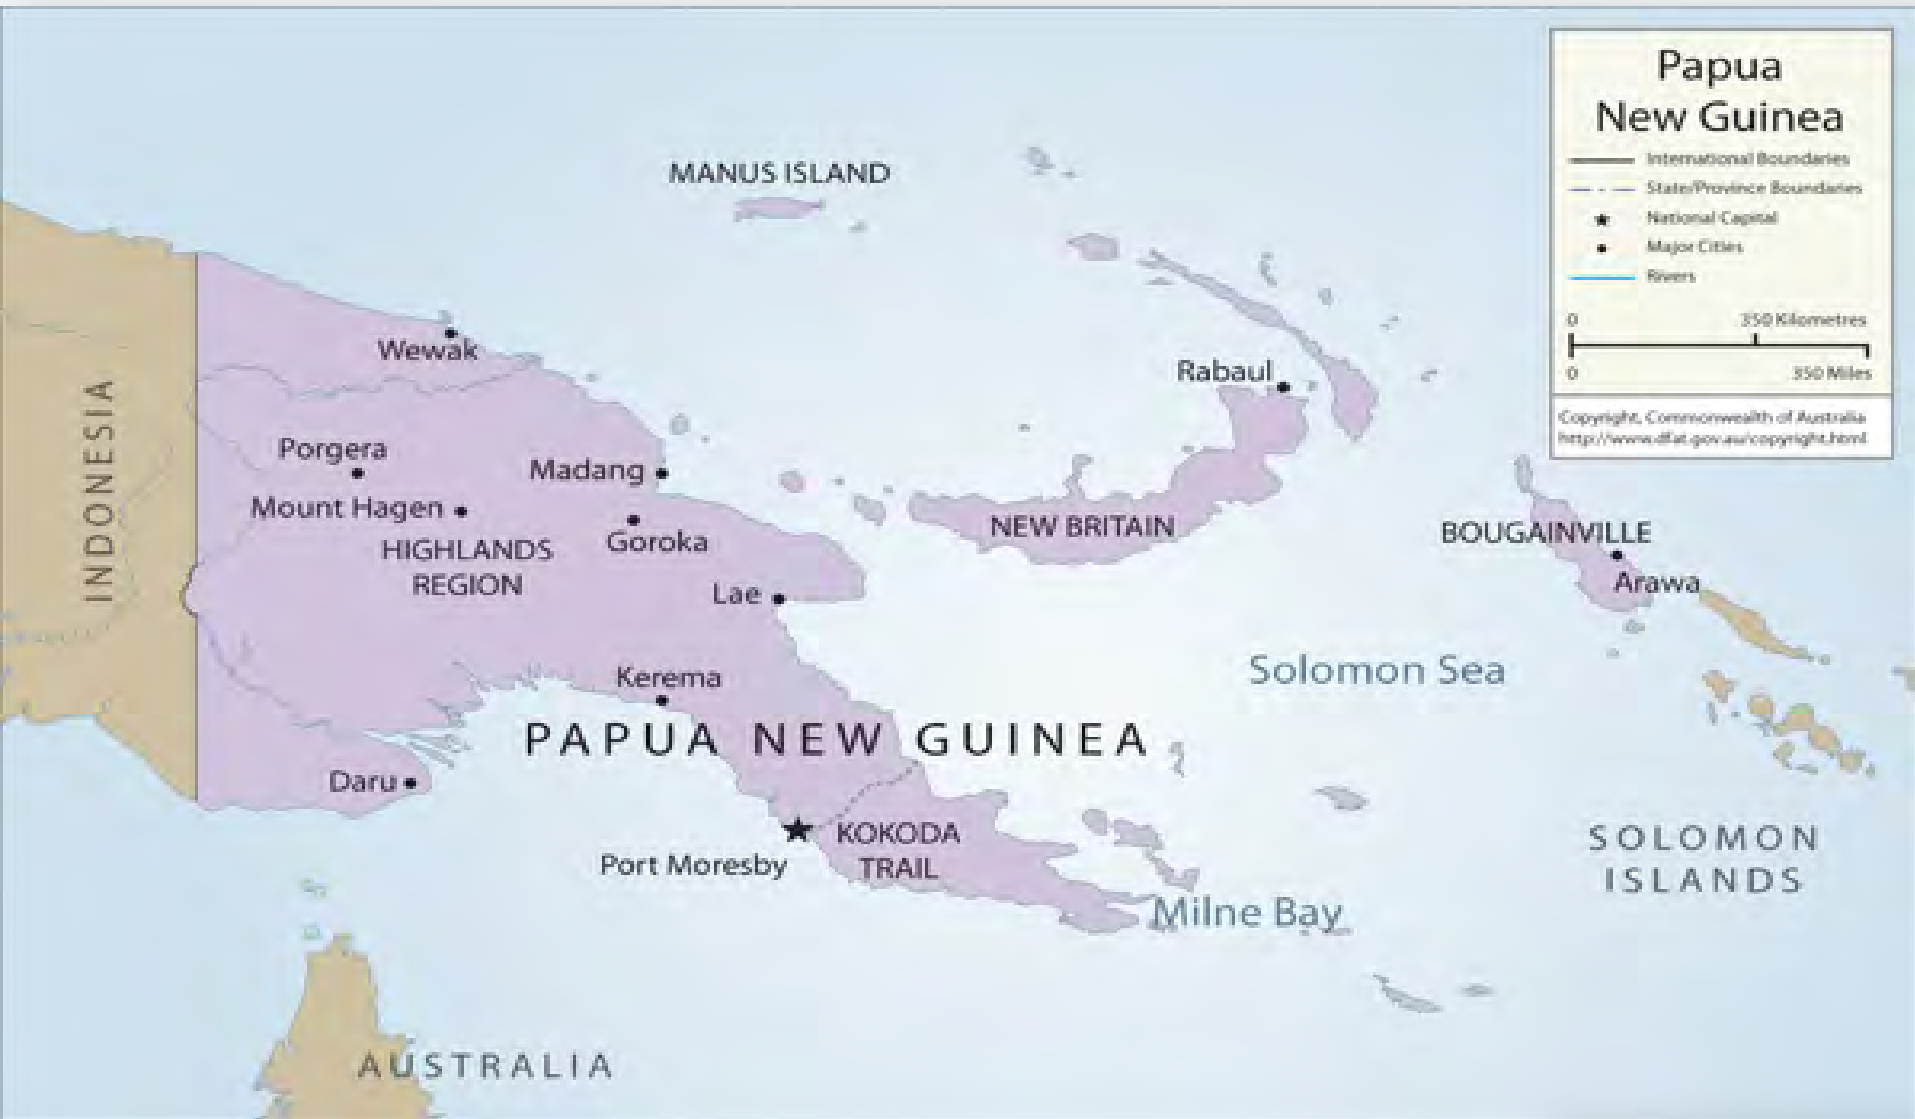 Papua
New Guinea
International Boundaries
State/Province Boundaries
National Capital
Major Cities
Rivers
0 350 Kilometres
0 350 Miles
Copyright, Commonwealth of Australia
http://www.dfat.gov.au/copyright.html
MANUS ISLAND
Wewak
Rabaul
INDONESIA
Porgera
Madang
Mount Hagen
NEW BRITAIN
BOUGAINVILLE
HIGHLANDS
REGION
Goroka
Arawa
Lae
Solomon Sea
Kerema
PAPUA NEW GUINEA
Daru
KOKODA
TRAIL
Port Moresby
SOLOMON
ISLANDS
Milne Bay
AUSTRALIA